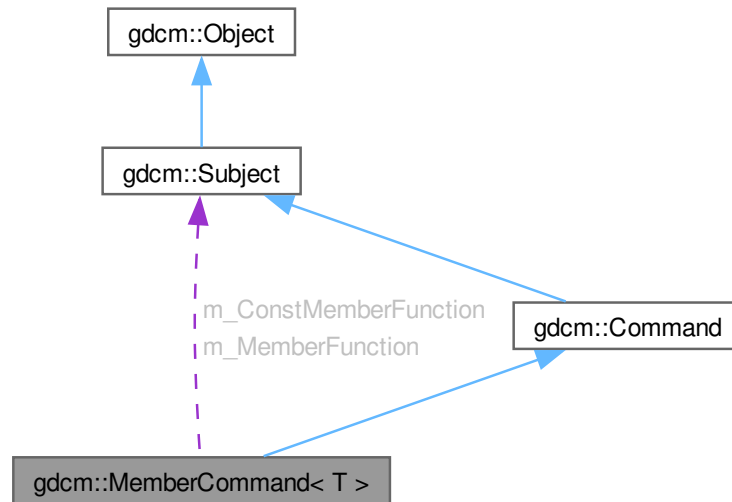 gdcm::Object
gdcm::Subject
m_ConstMemberFunction
m_MemberFunction
gdcm::Command
gdcm::MemberCommand< T >